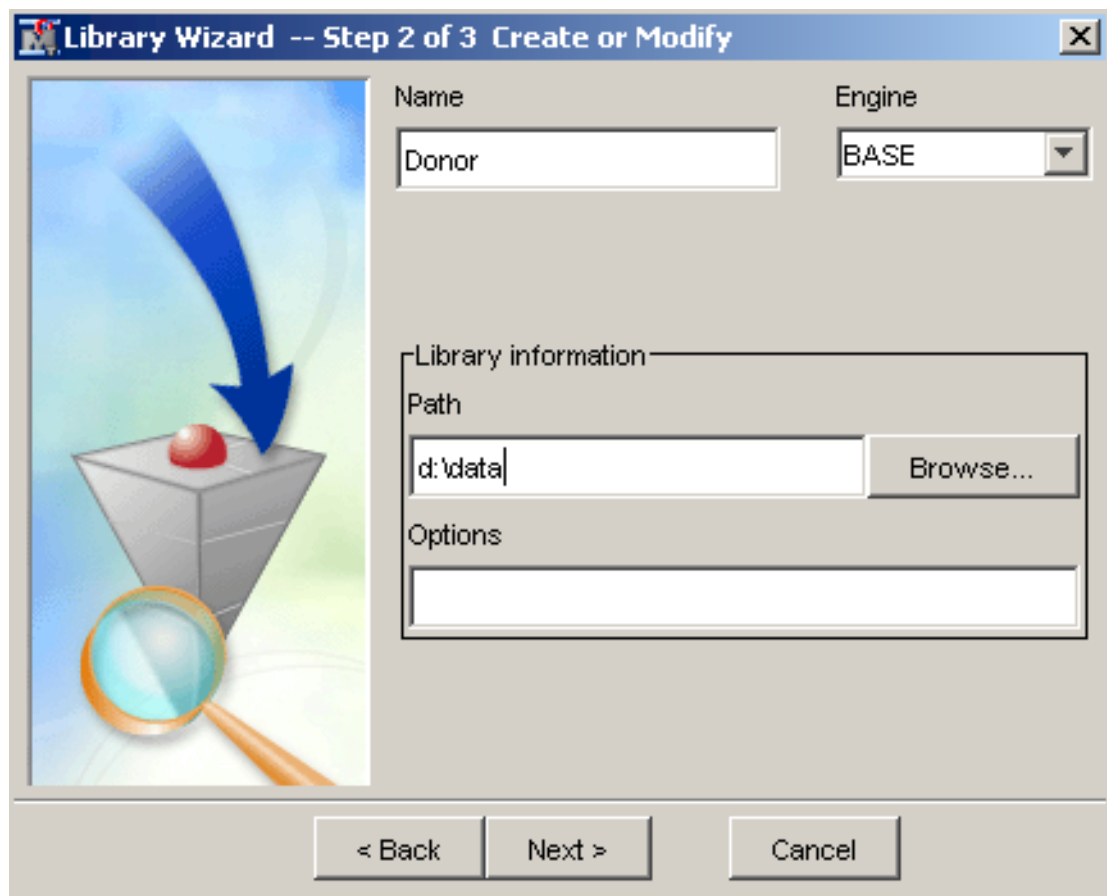 Library Wizard -- Step 2 of 3 Create or Modify
Name
Engine
Donor
BASE
Library information
Path
d:\data
Browse...
Options
< Back
Next >
Cancel